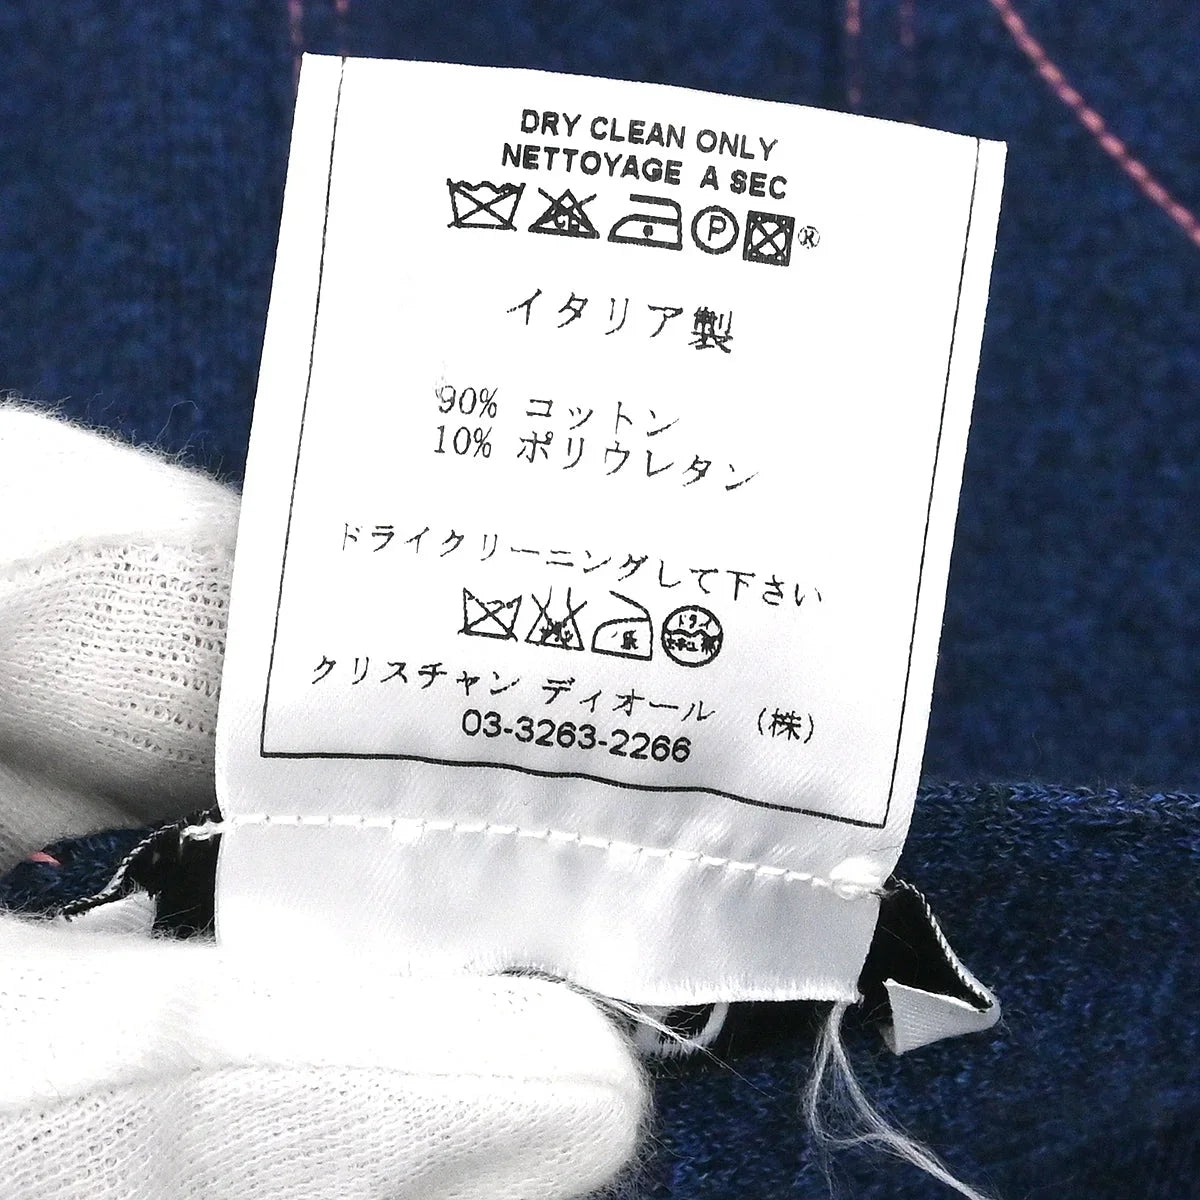 DRY CLEAN ONLY
NETTOYAGE A SEC
P ®
イタリア製
90% コットン
10% ポリウレタン
ドライクリーニングして下さい
クリスチャン ディオール (株)
03-3263-2266